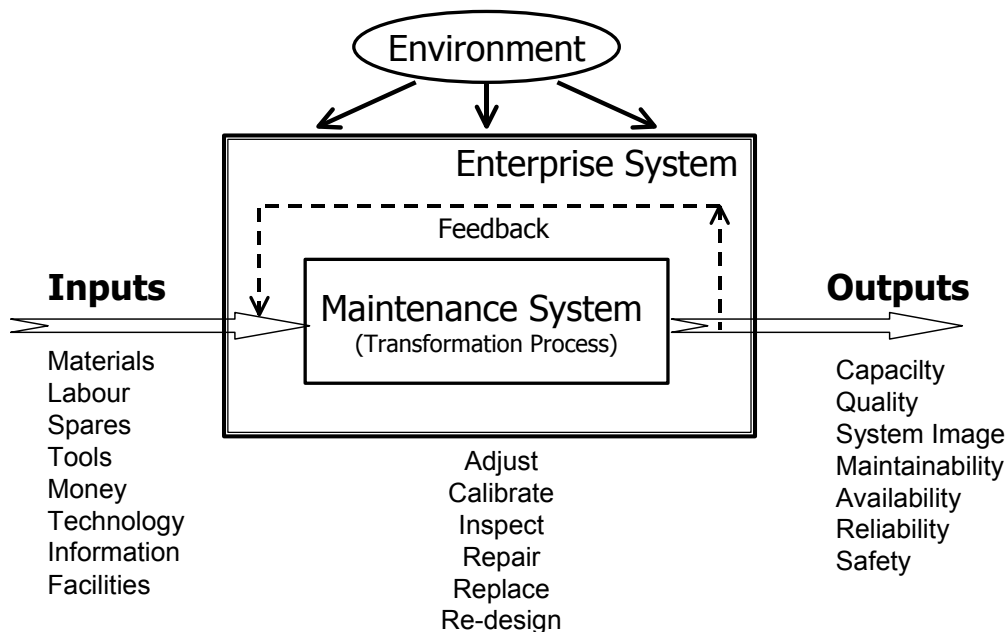 Environment
Enterprise System
Feedback
Inputs
Maintenance System
(Transformation Process)
Outputs
Materials
Labour
Spares
Tools
Money
Technology
Information
Facilities
Adjust
Calibrate
Inspect
Repair
Replace
Re-design
Capacilty
Quality
System Image
Maintainability
Availability
Reliability
Safety